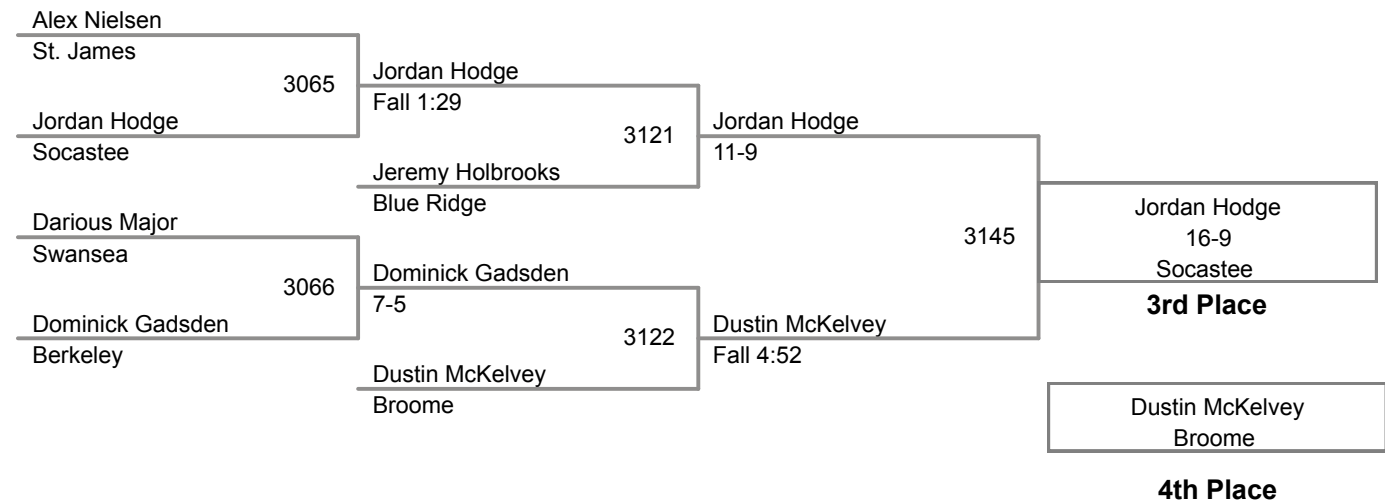 Alex Nielsen
St. James
3065
Jordan Hodge
Fall 1:29
Jordan Hodge
Socastee
3121
Jordan Hodge
11-9
Jeremy Holbrooks
Blue Ridge
Darious Major
Swansea
3145
Jordan Hodge
16-9
Socastee
3rd Place
3066
Dominick Gadsden
7-5
Dominick Gadsden
Berkeley
3122
Dustin McKelvey
Fall 4:52
Dustin McKelvey
Broome
Dustin McKelvey
Broome
4th Place